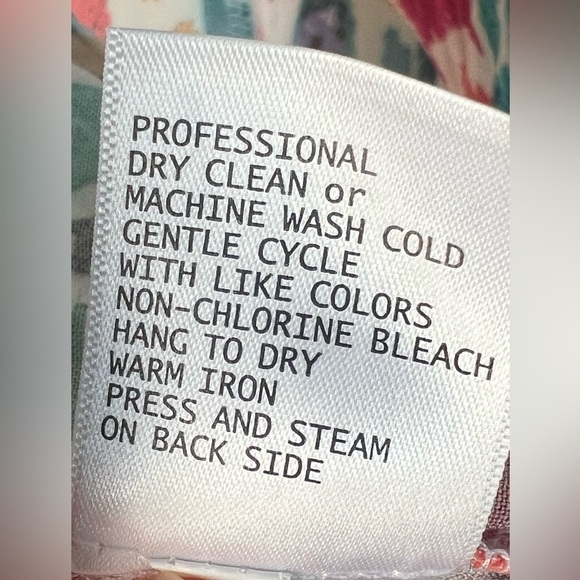 PROFESSIONAL
DRY CLEAN or
MACHINE WASH COLD
GENTLE CYCLE
WITH LIKE COLORS
NON-CHLORINE BLEACH
HANG TO DRY
WARM IRON
PRESS AND STEAM
ON BACK SIDE